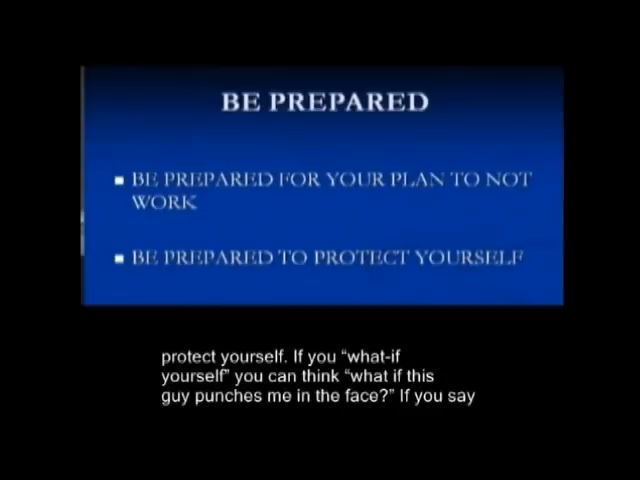 BE PREPARED
BE PREPARED FOR YOUR PLAN TO NOT
WORK
BE PREPARED TO PROTECT YOURSELF
protect yourself. If you “what-if
yourself” you can think “what if this
guy punches me in the face?” If you say